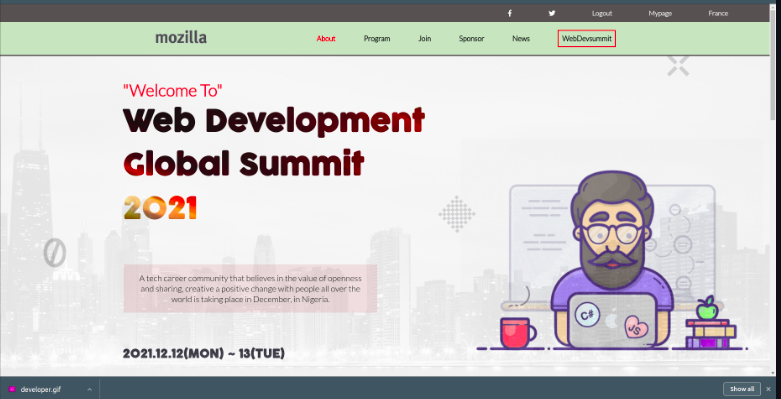 Logout Mypage France
mozilla About Program Join Sponsor News WebDevsummit
"Welcome To"
Web Development
Global Summit
2021
A tech career community that believes in the value of openness
and sharing, creative a positive change with people all over the
world is taking place in December, in Nigeria.
2021.12.12(MON) ~ 13(TUE)
C#
JS
developer.gif Show all